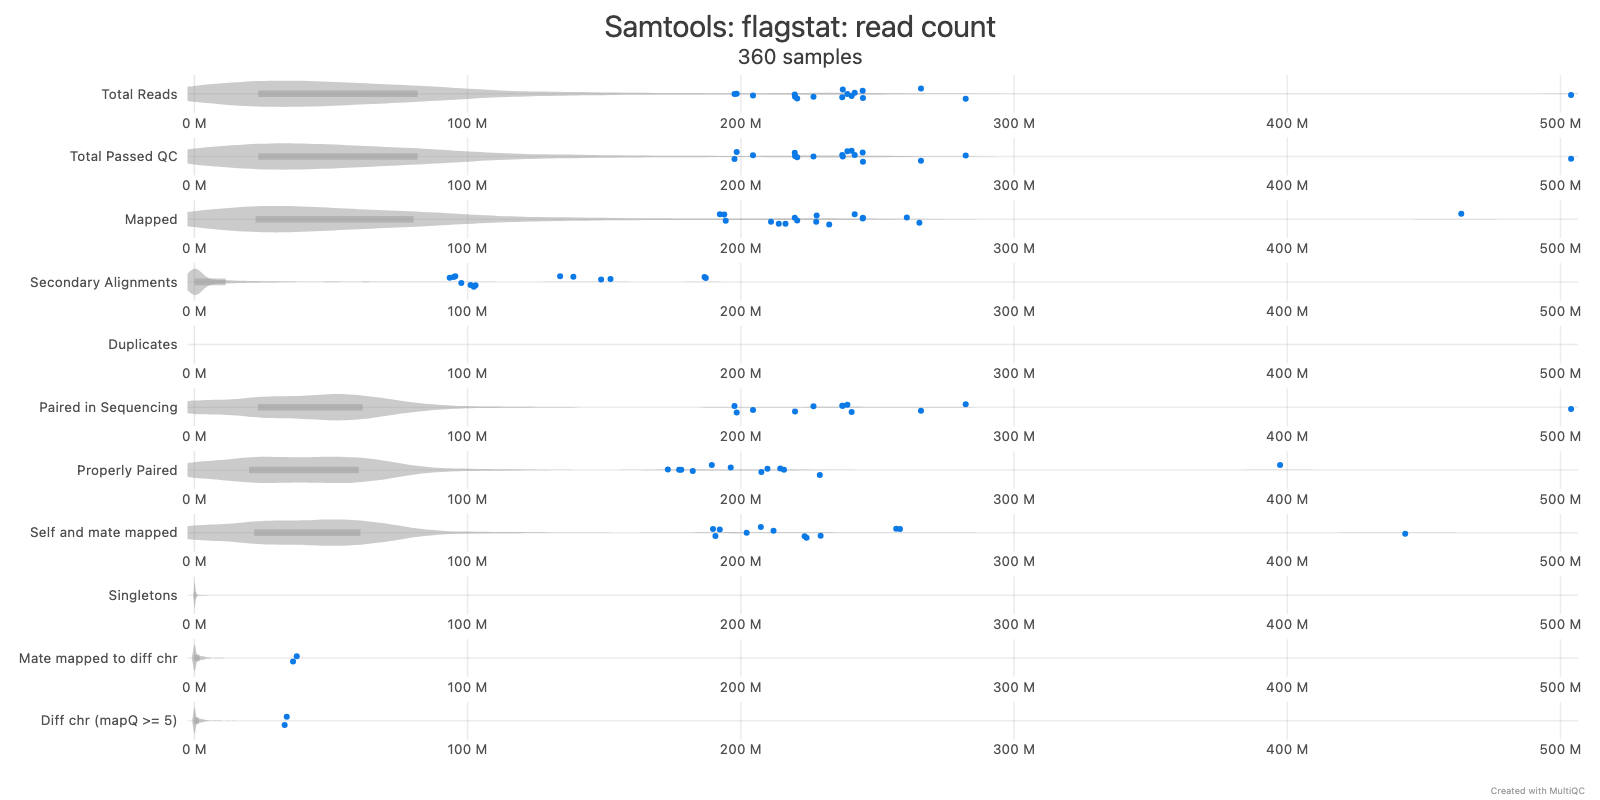 Samtools: flagstat: read count
360 samples
Total Reads
0 M 100 M 200 M 300 M 400 M 500 M
Total Passed QC
0 M 100 M 200 M 300 M 400 M 500 M
Mapped
0 M 100 M 200 M 300 M 400 M 500 M
Secondary Alignments
0 M 100 M 200 M 300 M 400 M 500 M
Duplicates
0 M 100 M 200 M 300 M 400 M 500 M
Paired in Sequencing
0 M 100 M 200 M 300 M 400 M 500 M
Properly Paired
0 M 100 M 200 M 300 M 400 M 500 M
Self and mate mapped
0 M 100 M 200 M 300 M 400 M 500 M
Singletons
0 M 100 M 200 M 300 M 400 M 500 M
Mate mapped to diff chr
0 M 100 M 200 M 300 M 400 M 500 M
Diff chr (mapQ >= 5)
0 M 100 M 200 M 300 M 400 M 500 M
Created with MultiQC